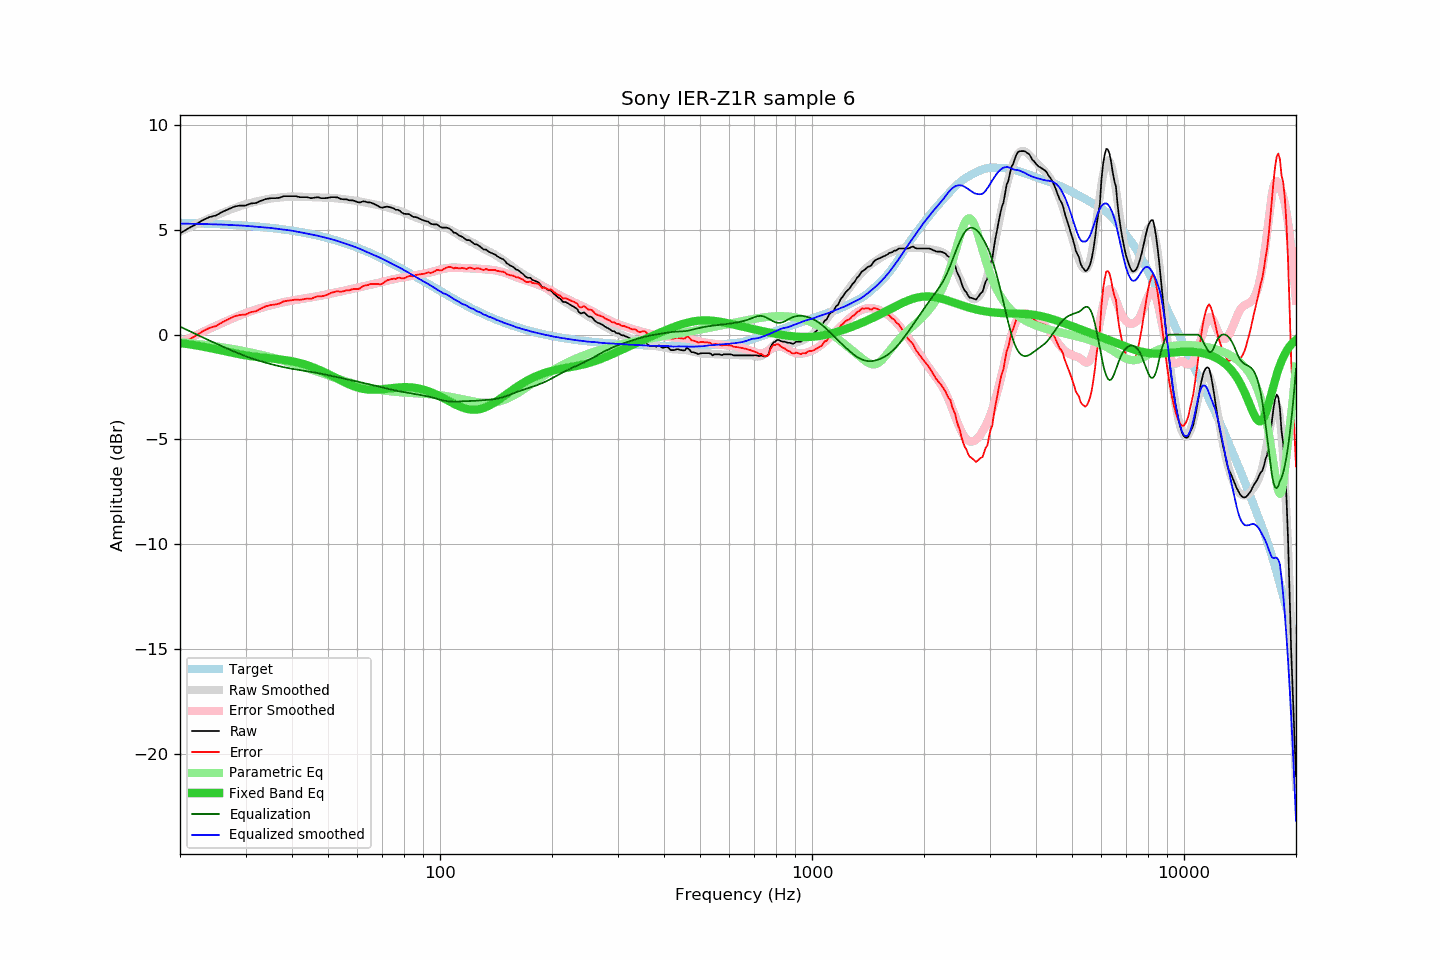 Sony IER-Z1R sample 6
Amplitude (dBr)
10
5
0
−5
−10
−15
−20
Target
Raw Smoothed
Error Smoothed
Raw
Error
Parametric Eq
Fixed Band Eq
Equalization
Equalized smoothed
100
1000
10000
Frequency (Hz)